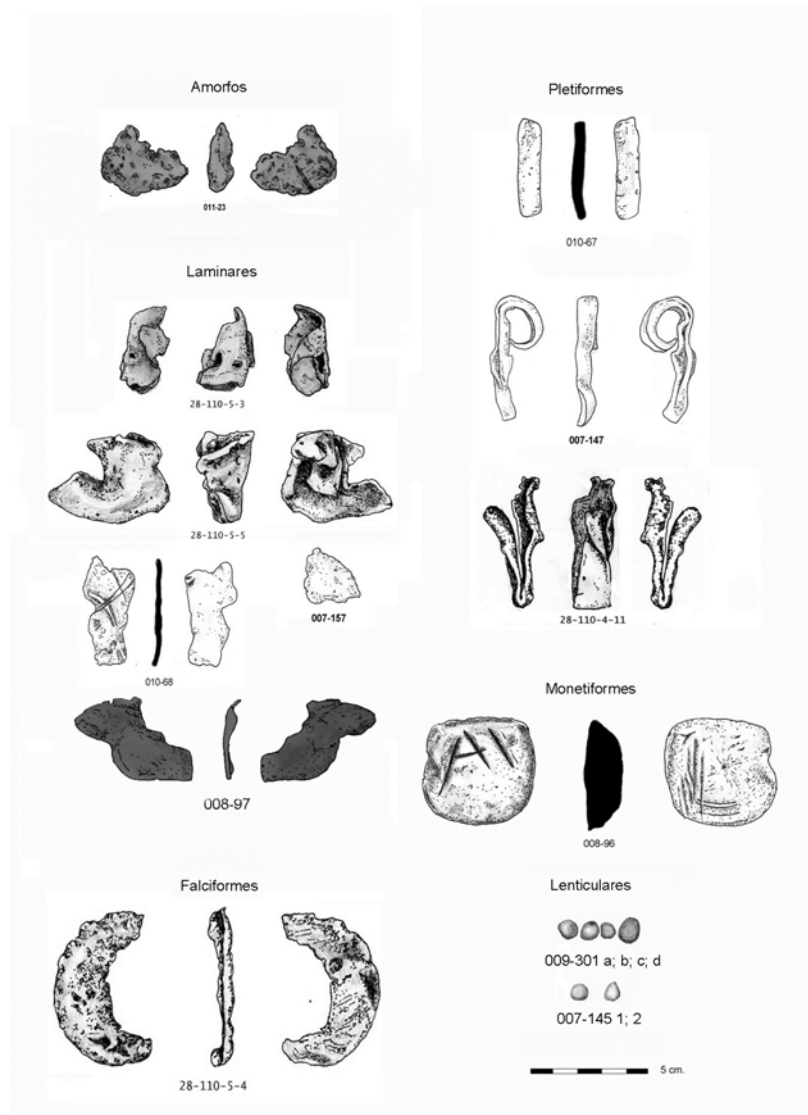 Amorfos
011-23
Laminares
28-110-5-3
28-110-5-5
007-157
010-68
008-97
Falciformes
28-110-5-4
Pletiformes
010-67
007-147
28-110-4-11
Monetiformes
008-96
Lenticulares
009-301 a; b; c; d
007-145 1; 2
5 cm.